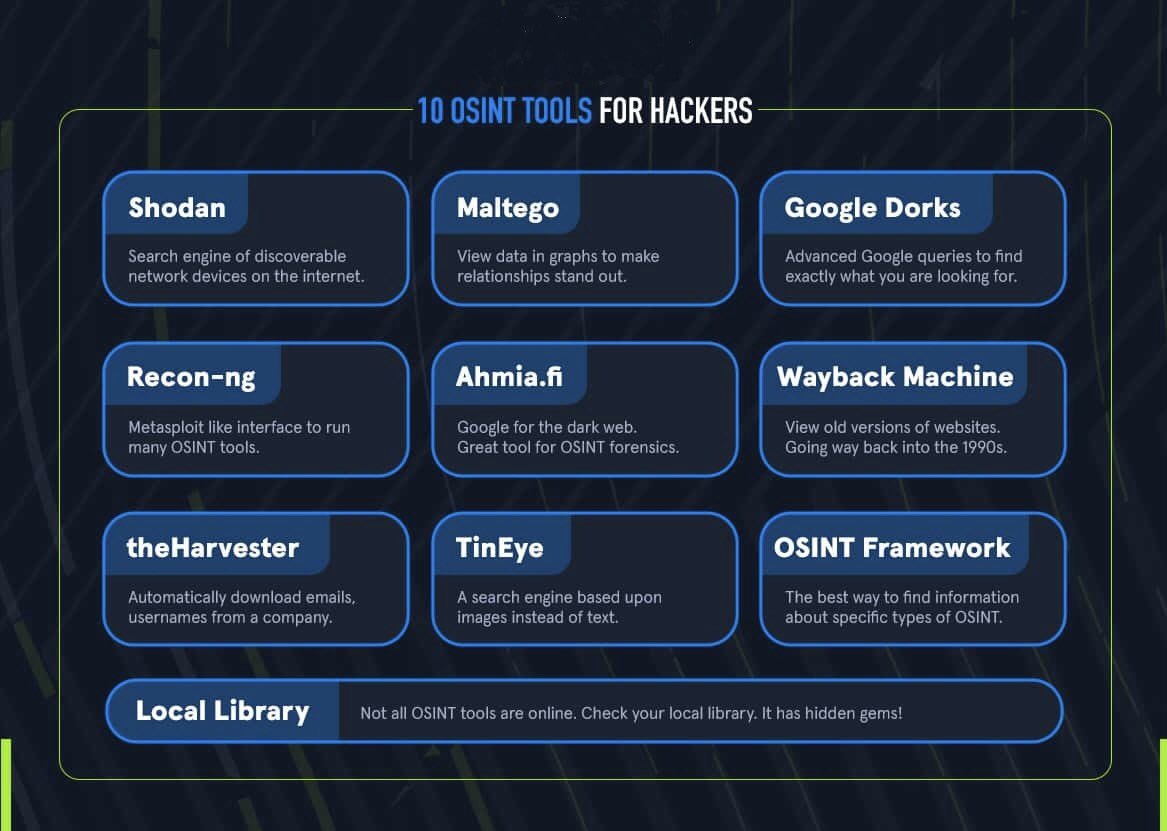 10 OSINT TOOLS FOR HACKERS
Shodan
Search engine of discoverable
network devices on the internet.
Maltego
View data in graphs to make
relationships stand out.
Google Dorks
Advanced Google queries to find
exactly what you are looking for.
Recon-ng
Metasploit like interface to run
many OSINT tools.
Ahmia.fi
Google for the dark web.
Great tool for OSINT forensics.
Wayback Machine
View old versions of websites.
Going way back into the 1990s.
theHarvester
Automatically download emails,
usernames from a company.
TinEye
A search engine based upon
images instead of text.
OSINT Framework
The best way to find information
about specific types of OSINT.
Local Library
Not all OSINT tools are online. Check your local library. It has hidden gems!